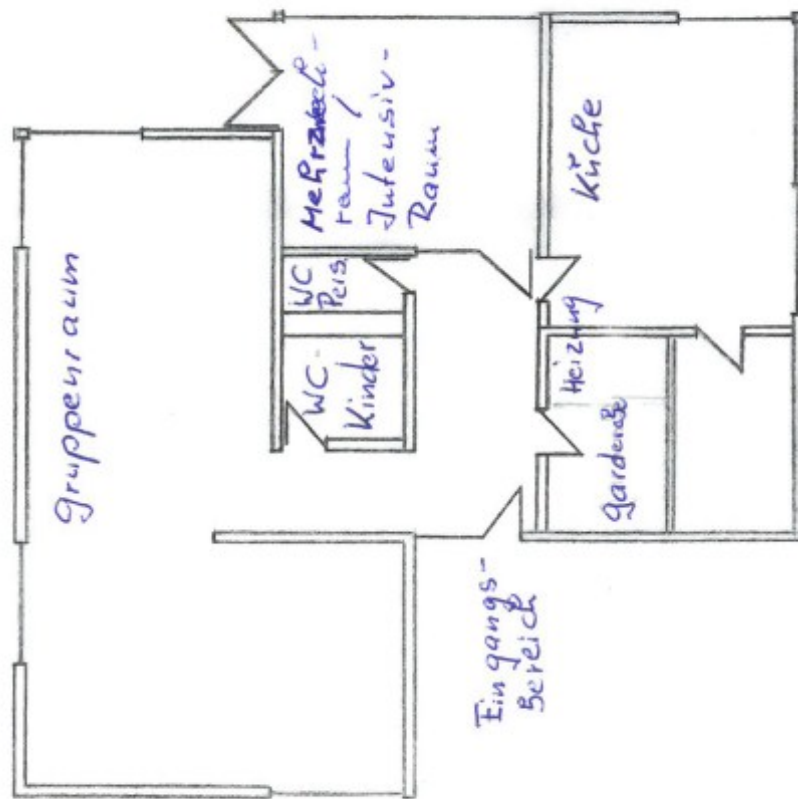 Gruppenraum
WC
Pers.
WC-
Kinder
Mehrzweck-
raum /
Intensiv-
Raum
Eingangs-
Bereich
Garderobe
Heizung
Küche